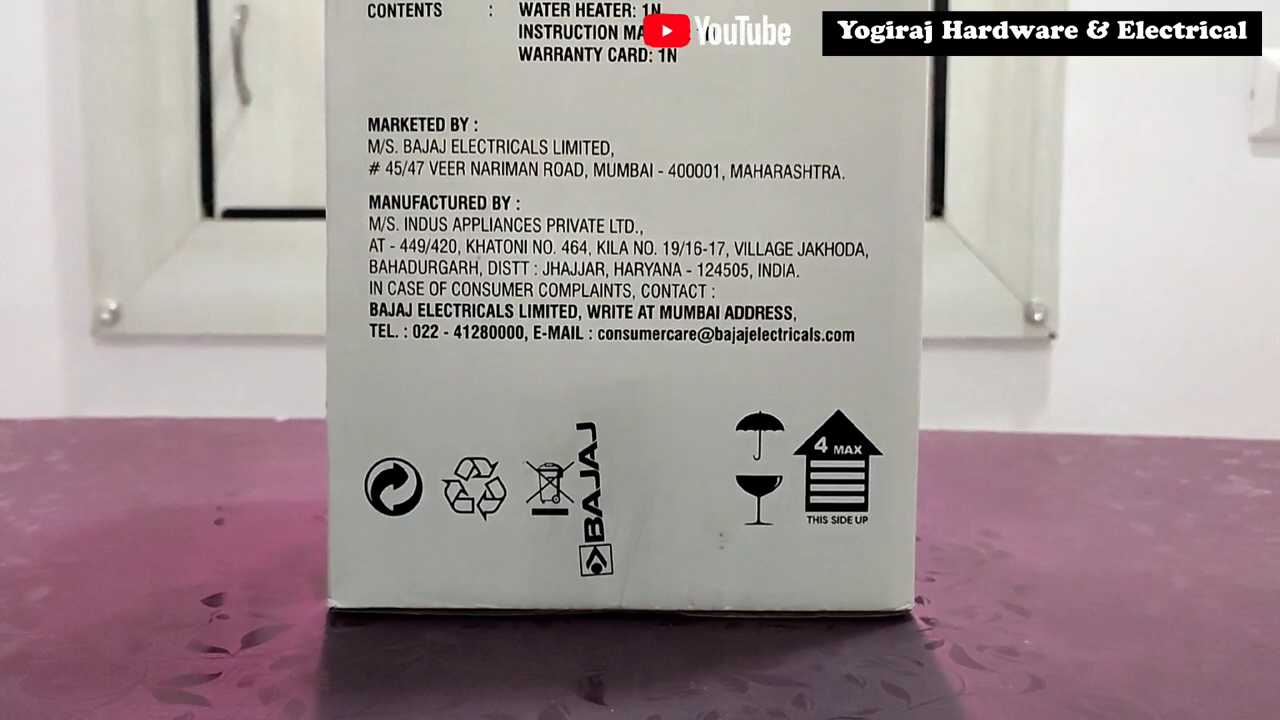 CONTENTS : WATER HEATER: 1N
INSTRUCTION MA
WARRANTY CARD: 1N
YouTube
Yogiraj Hardware & Electrical
MARKETED BY :
M/S. BAJAJ ELECTRICALS LIMITED,
# 45/47 VEER NARIMAN ROAD, MUMBAI - 400001, MAHARASHTRA.
MANUFACTURED BY :
M/S. INDUS APPLIANCES PRIVATE LTD.,
AT - 449/420, KHATONI NO. 464, KILA NO. 19/16-17, VILLAGE JAKHODA,
BAHADURGARH, DISTT : JHAJJAR, HARYANA - 124505, INDIA.
IN CASE OF CONSUMER COMPLAINTS, CONTACT :
BAJAJ ELECTRICALS LIMITED, WRITE AT MUMBAI ADDRESS,
TEL. : 022 - 41280000, E-MAIL : consumercare@bajajelectricals.com
BAJAJ
4 MAX
THIS SIDE UP